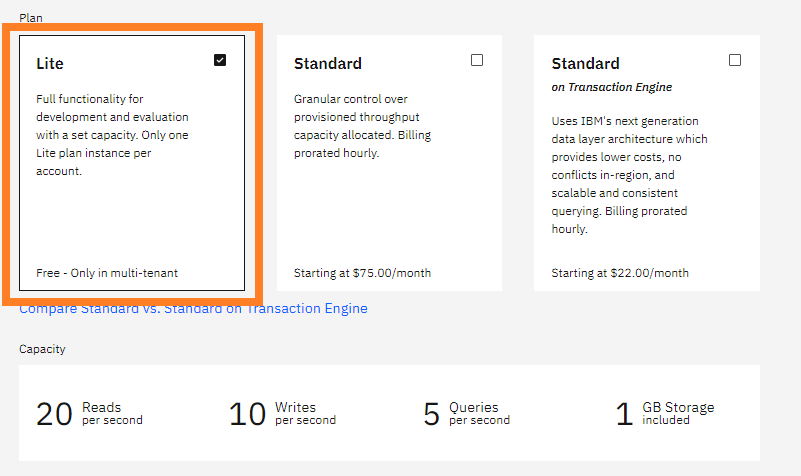 Plan
Lite
Full functionality for
development and evaluation
with a set capacity. Only one
Lite plan instance per
account.
Free - Only in multi-tenant
Standard
Granular control over
provisioned throughput
capacity allocated. Billing
prorated hourly.
Starting at $75.00/month
Standard
on Transaction Engine
Uses IBM's next generation
data layer architecture which
provides lower costs, no
conflicts in-region, and
scalable and consistent
querying. Billing prorated
hourly.
Starting at $22.00/month
Compare Standard vs. Standard on Transaction Engine
Capacity
20 Reads
per second
10 Writes
per second
5 Queries
per second
1 GB Storage
included